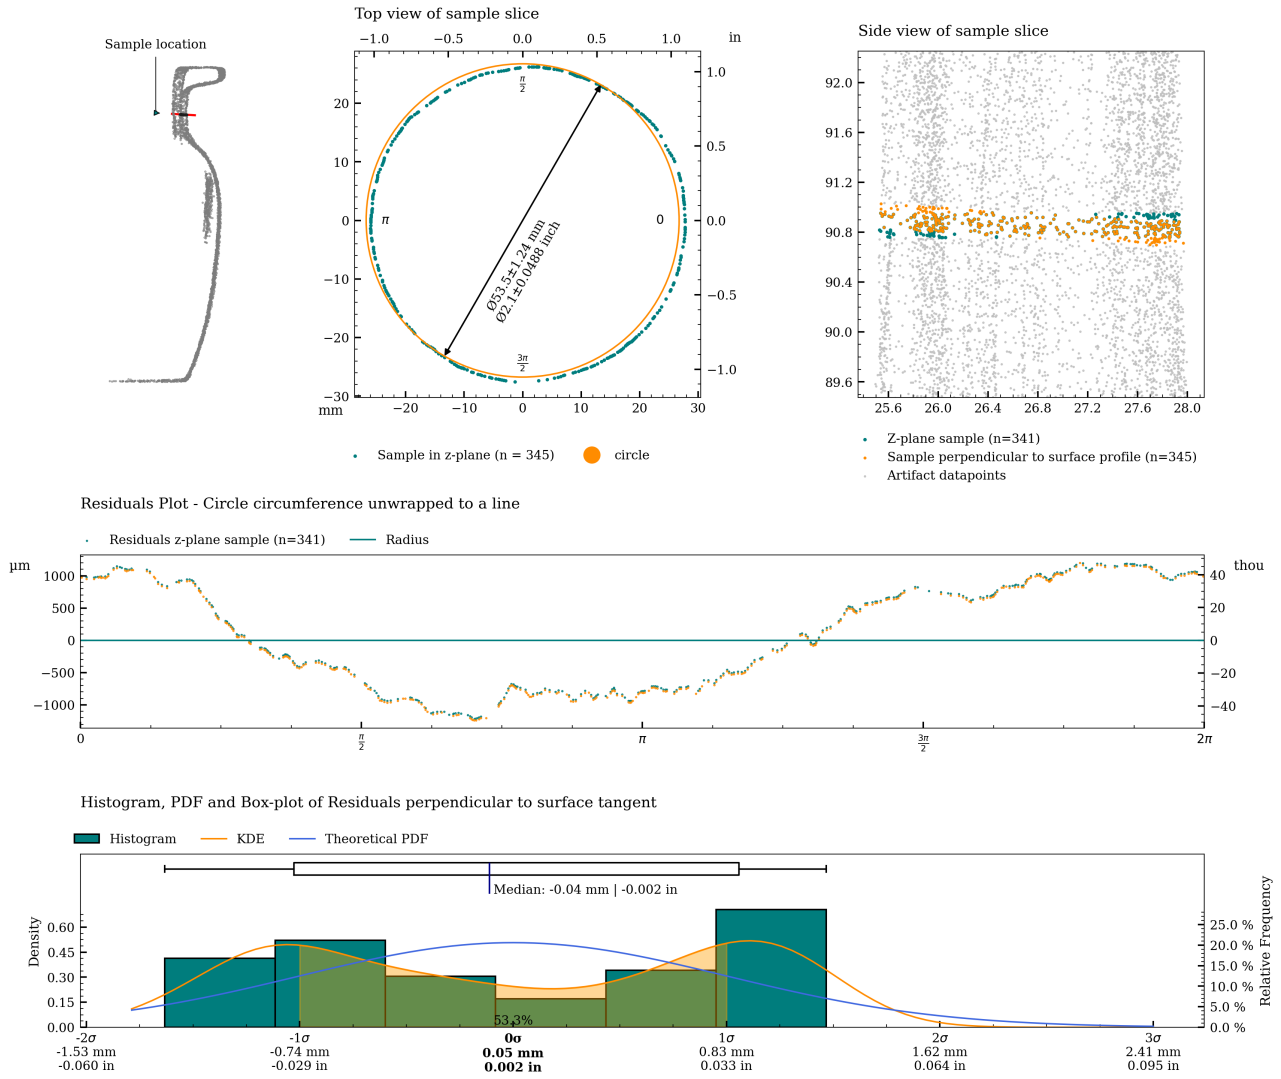 Sample location
Top view of sample slice
−1.0 −0.5 0.0 0.5 1.0 in
20
10
0
−10
−20
−30
mm
−20 −10 0 10 20 30
1.0
0.5
0.0
−0.5
−1.0
π/2
π
0
3π/2
Ø53.5±1.24 mm
Ø2.1±0.0488 inch
Sample in z-plane (n = 345) circle
Side view of sample slice
92.0
91.6
91.2
90.8
90.4
90.0
89.6
25.6 26.0 26.4 26.8 27.2 27.6 28.0
Z-plane sample (n=341)
Sample perpendicular to surface profile (n=345)
Artifact datapoints
Residuals Plot - Circle circumference unwrapped to a line
Residuals z-plane sample (n=341) Radius
µm
1000
500
0
−500
−1000
thou
40
20
0
−20
−40
0 π/2 π 3π/2 2π
Histogram, PDF and Box-plot of Residuals perpendicular to surface tangent
Histogram KDE Theoretical PDF
Median: -0.04 mm | -0.002 in
Density
0.60
0.45
0.30
0.15
0.00
Relative Frequency
25.0 %
20.0 %
15.0 %
10.0 %
5.0 %
0.0 %
53.3%
-2σ -1σ 0σ 1σ 2σ 3σ
-1.53 mm -0.74 mm 0.05 mm 0.83 mm 1.62 mm 2.41 mm
-0.060 in -0.029 in 0.002 in 0.033 in 0.064 in 0.095 in